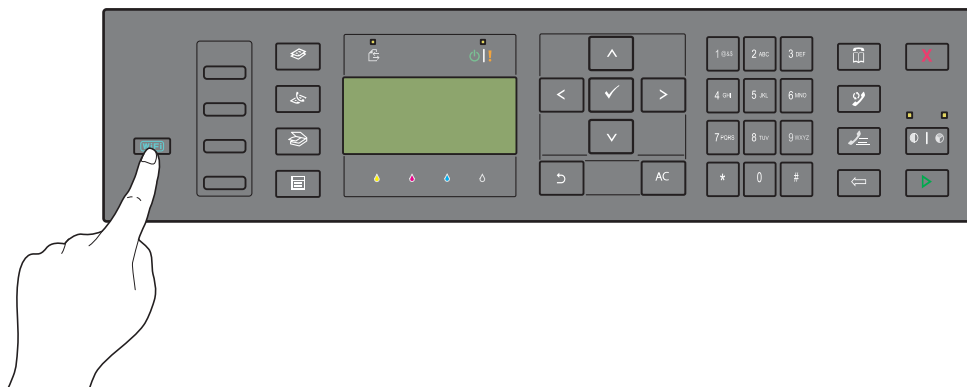 WiFi
1 @:./
2 ABC
3 DEF
4 GHI
5 JKL
6 MNO
7 PQRS
8 TUV
9 WXYZ
*
0
#
AC
X